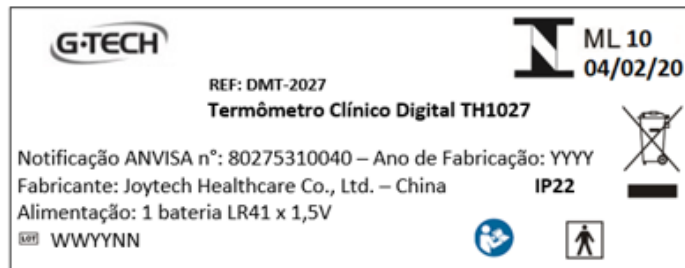 G-TECH
ML 10
04/02/20
REF: DMT-2027
Termômetro Clínico Digital TH1027
Notificação ANVISA n°: 80275310040 – Ano de Fabricação: YYYY
Fabricante: Joytech Healthcare Co., Ltd. – China IP22
Alimentação: 1 bateria LR41 x 1,5V
LOT WWYYNN